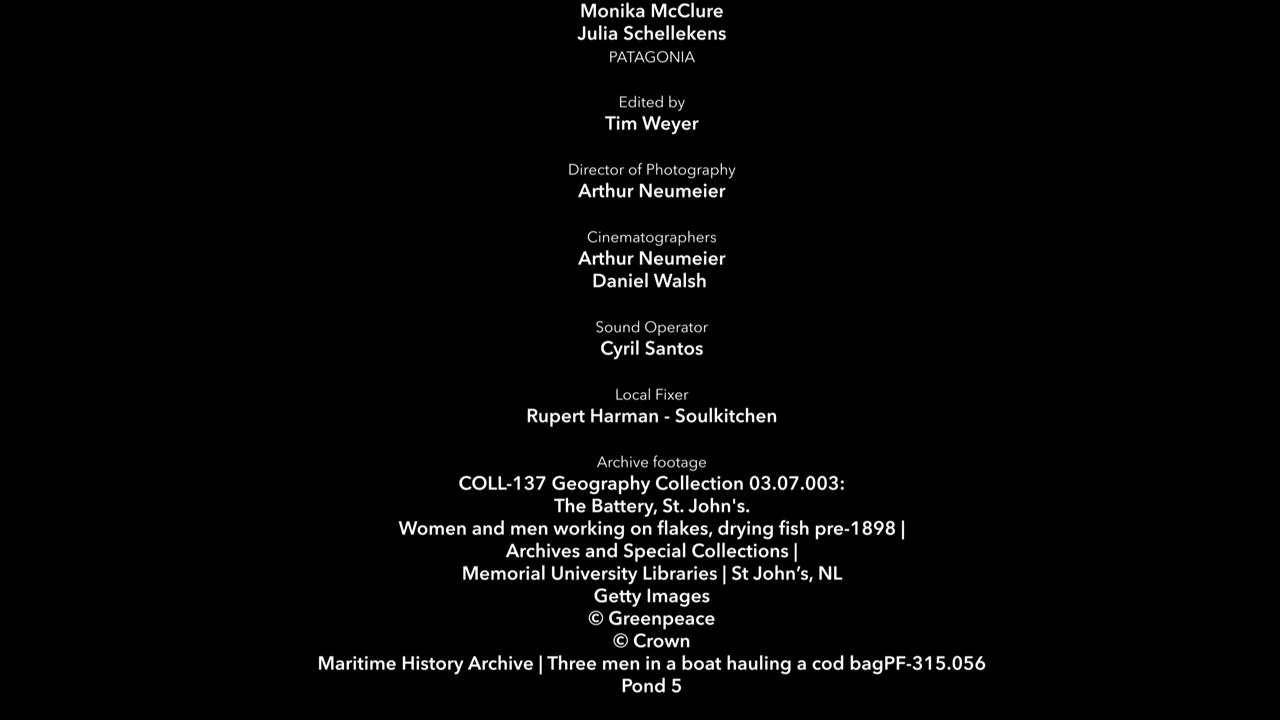 Monika McClure
Julia Schellekens
PATAGONIA
Edited by
Tim Weyer
Director of Photography
Arthur Neumeier
Cinematographers
Arthur Neumeier
Daniel Walsh
Sound Operator
Cyril Santos
Local Fixer
Rupert Harman - Soulkitchen
Archive footage
COLL-137 Geography Collection 03.07.003:
The Battery, St. John's.
Women and men working on flakes, drying fish pre-1898 |
Archives and Special Collections |
Memorial University Libraries | St John’s, NL
Getty Images
© Greenpeace
© Crown
Maritime History Archive | Three men in a boat hauling a cod bagPF-315.056
Pond 5